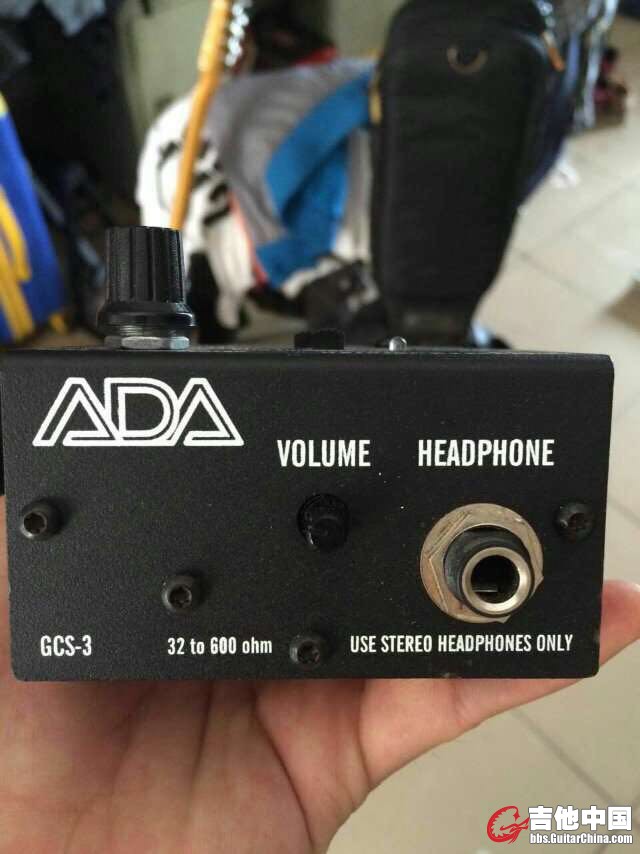 ADA
VOLUME HEADPHONE
GCS-3 32 to 600 ohm USE STEREO HEADPHONES ONLY
吉他中国
bbs.GuitarChina.com